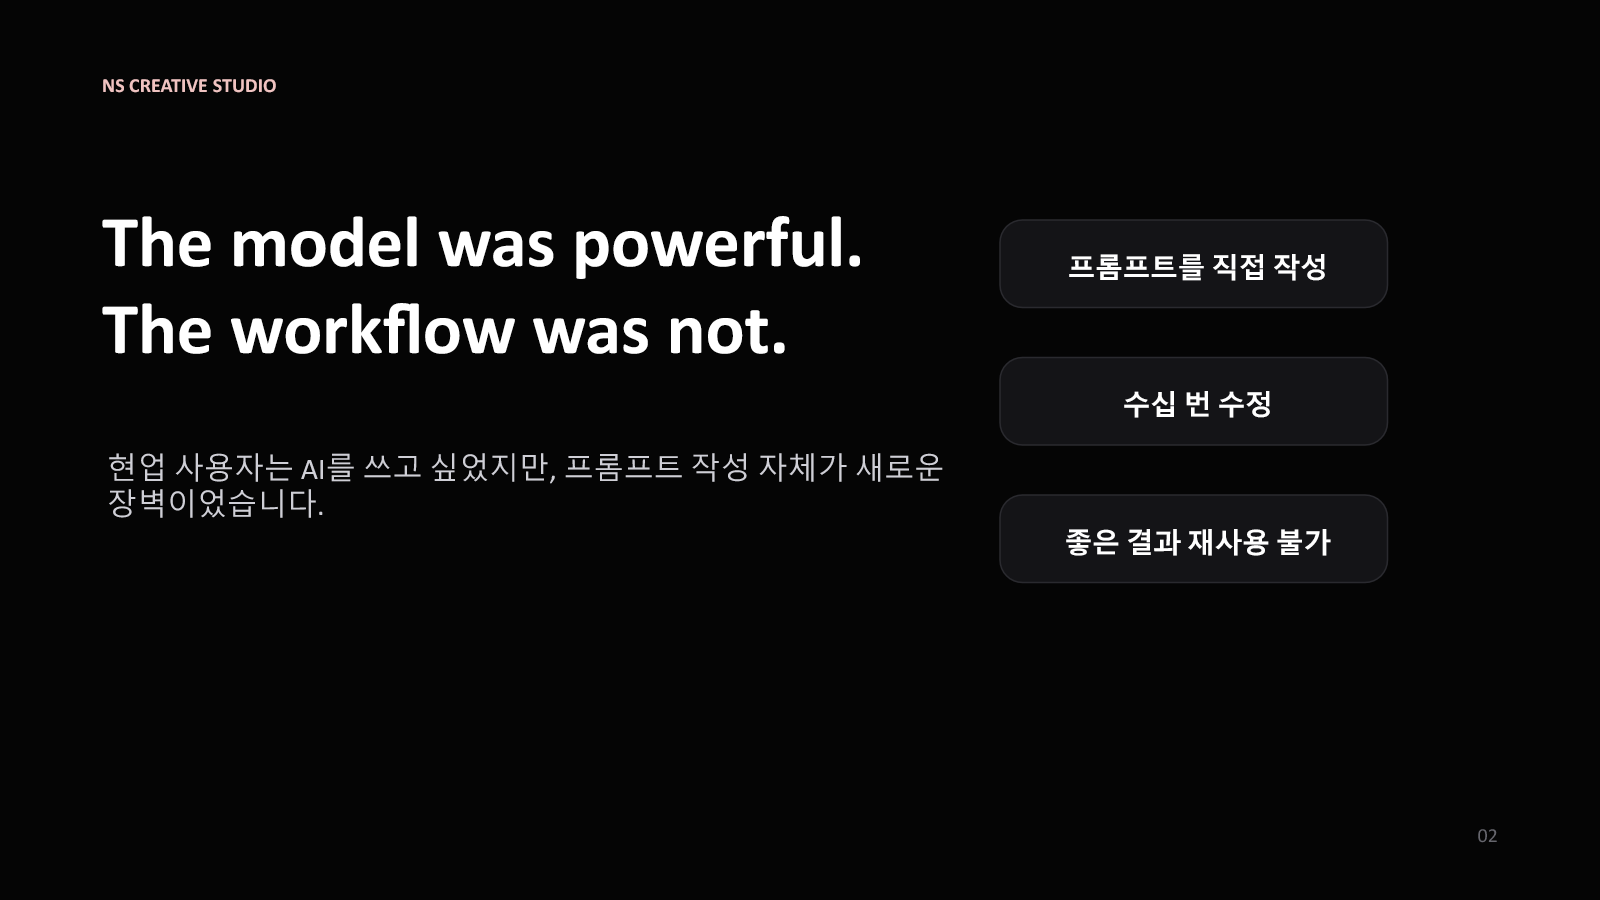 NS CREATIVE STUDIO
The model was powerful.
The workflow was not.
현업 사용자는 AI를 쓰고 싶었지만, 프롬프트 작성 자체가 새로운
장벽이었습니다.
프롬프트를 직접 작성
수십 번 수정
좋은 결과 재사용 불가
02